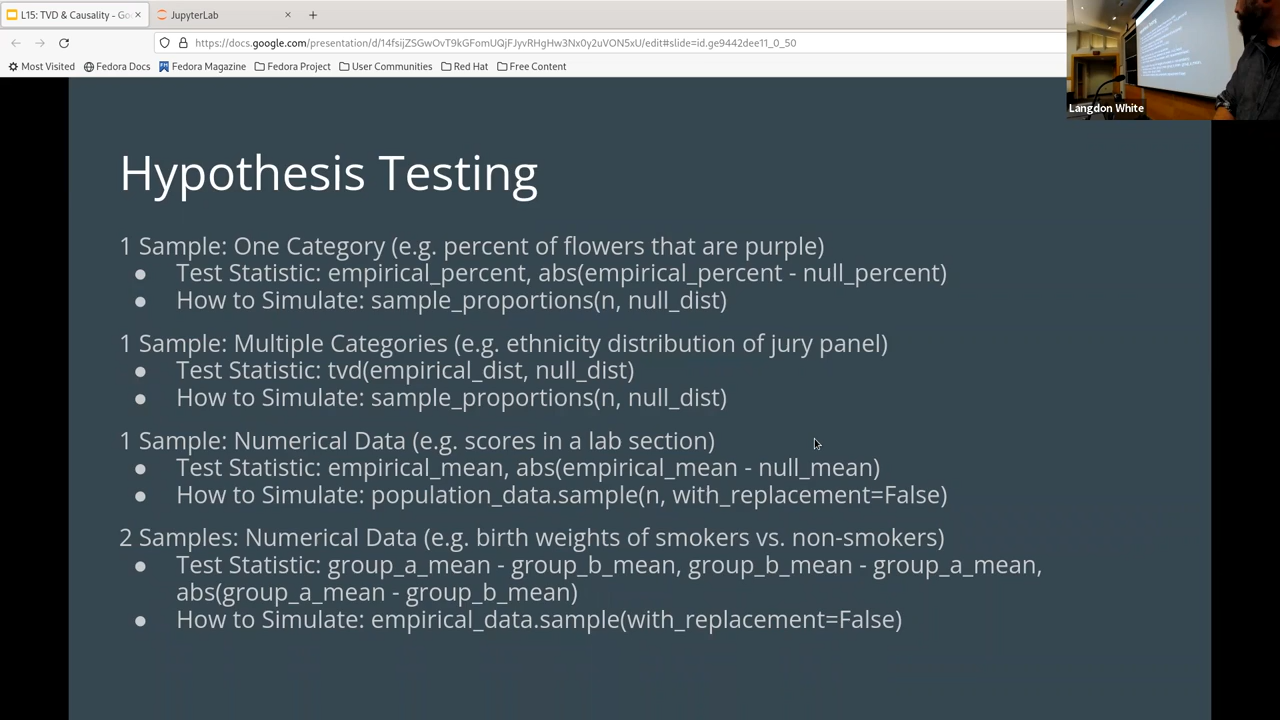 L15: TVD & Causality - Go
JupyterLab
https://docs.google.com/presentation/d/14fsijZSGwOvT9kGFomUQjFJyvRHgHw3Nx0y2uVON5xU/edit#slide=id.ge9442dee11_0_50
Most Visited
Fedora Docs
Fedora Magazine
Fedora Project
User Communities
Red Hat
Free Content
Langdon White
Hypothesis Testing
1 Sample: One Category (e.g. percent of flowers that are purple)
● Test Statistic: empirical_percent, abs(empirical_percent - null_percent)
● How to Simulate: sample_proportions(n, null_dist)
1 Sample: Multiple Categories (e.g. ethnicity distribution of jury panel)
● Test Statistic: tvd(empirical_dist, null_dist)
● How to Simulate: sample_proportions(n, null_dist)
1 Sample: Numerical Data (e.g. scores in a lab section)
● Test Statistic: empirical_mean, abs(empirical_mean - null_mean)
● How to Simulate: population_data.sample(n, with_replacement=False)
2 Samples: Numerical Data (e.g. birth weights of smokers vs. non-smokers)
● Test Statistic: group_a_mean - group_b_mean, group_b_mean - group_a_mean,
abs(group_a_mean - group_b_mean)
● How to Simulate: empirical_data.sample(with_replacement=False)